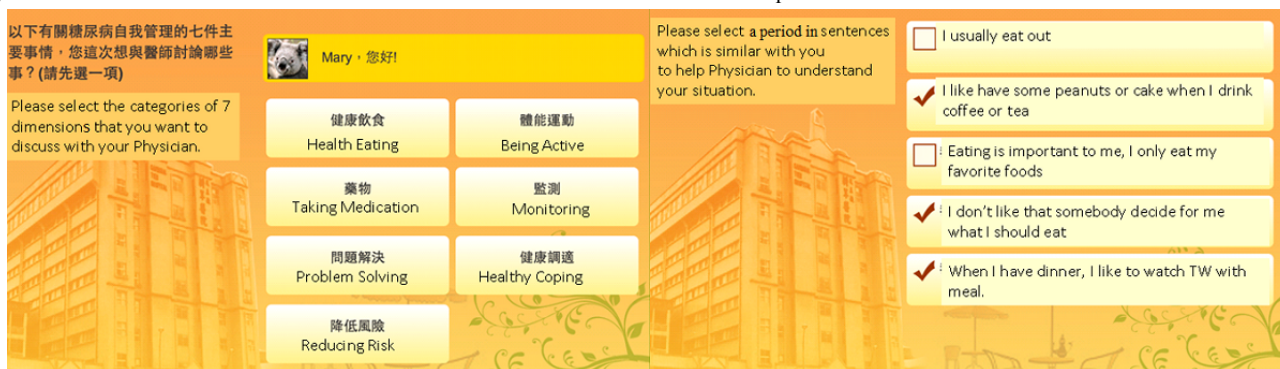 以下有關糖尿病自我管理的七件主
要事情，您這次想與醫師討論哪些
事？(請先選一項)
Please select the categories of 7
dimensions that you want to
discuss with your Physician.
Mary，您好!
健康飲食
Health Eating
體能運動
Being Active
藥物
Taking Medication
監測
Monitoring
問題解決
Problem Solving
健康調適
Healthy Coping
降低風險
Reducing Risk
Please select a period in sentences
which is similar with you
to help Physician to understand
your situation.
I usually eat out
I like have some peanuts or cake when I drink
coffee or tea
Eating is important to me, I only eat my
favorite foods
I don't like that somebody decide for me
what I should eat
When I have dinner, I like to watch TW with
meal.